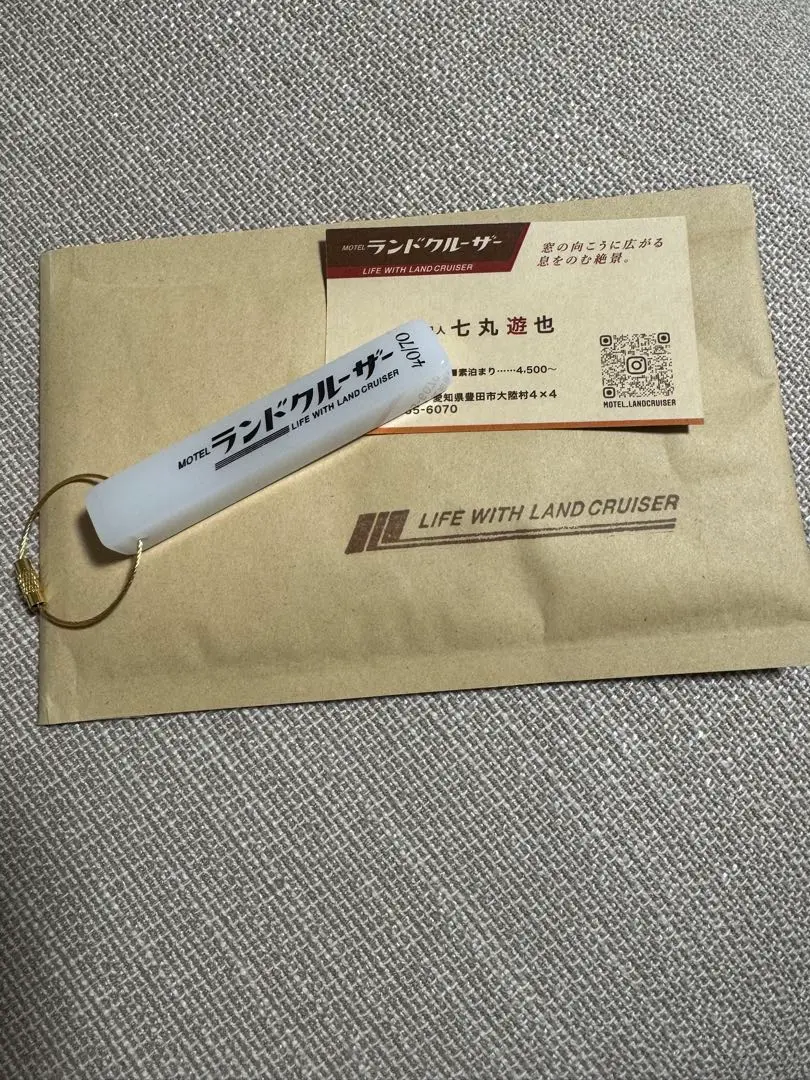 MOTEL ランドクルーザー
LIFE WITH LAND CRUISER
窓の向こうに広がる
息をのむ絶景。
人 七丸遊也
■素泊まり……4,500〜
愛知県豊田市大陸村4×4
5-6070
MOTEL_LANDCRUISER
MOTEL ランドクルーザー
LIFE WITH LAND CRUISER
40/70
LIFE WITH LAND CRUISER